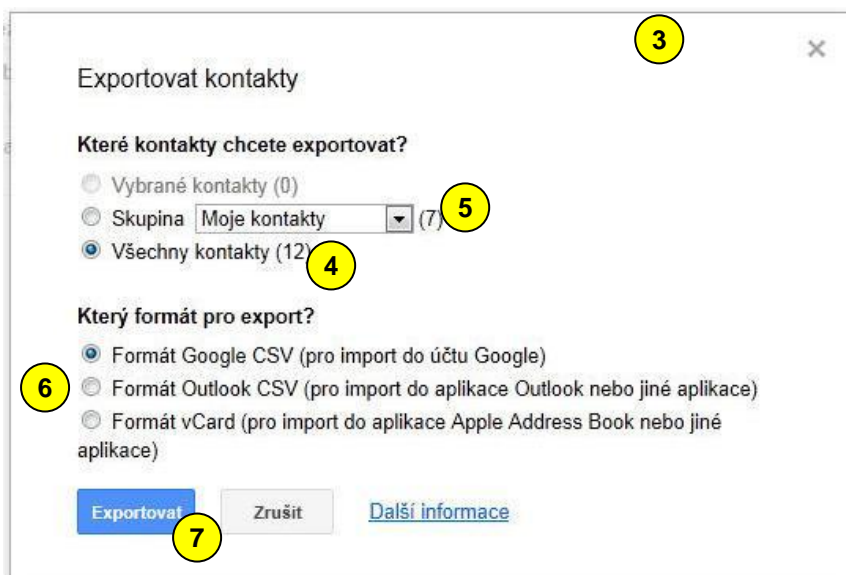 3
×
Exportovat kontakty
Které kontakty chcete exportovat?
Vybrané kontakty (0)
Skupina Moje kontakty (7) 5
Všechny kontakty (12) 4
Který formát pro export?
Formát Google CSV (pro import do účtu Google)
6 Formát Outlook CSV (pro import do aplikace Outlook nebo jiné aplikace)
Formát vCard (pro import do aplikace Apple Address Book nebo jiné
aplikace)
Exportovat 7 Zrušit Další informace